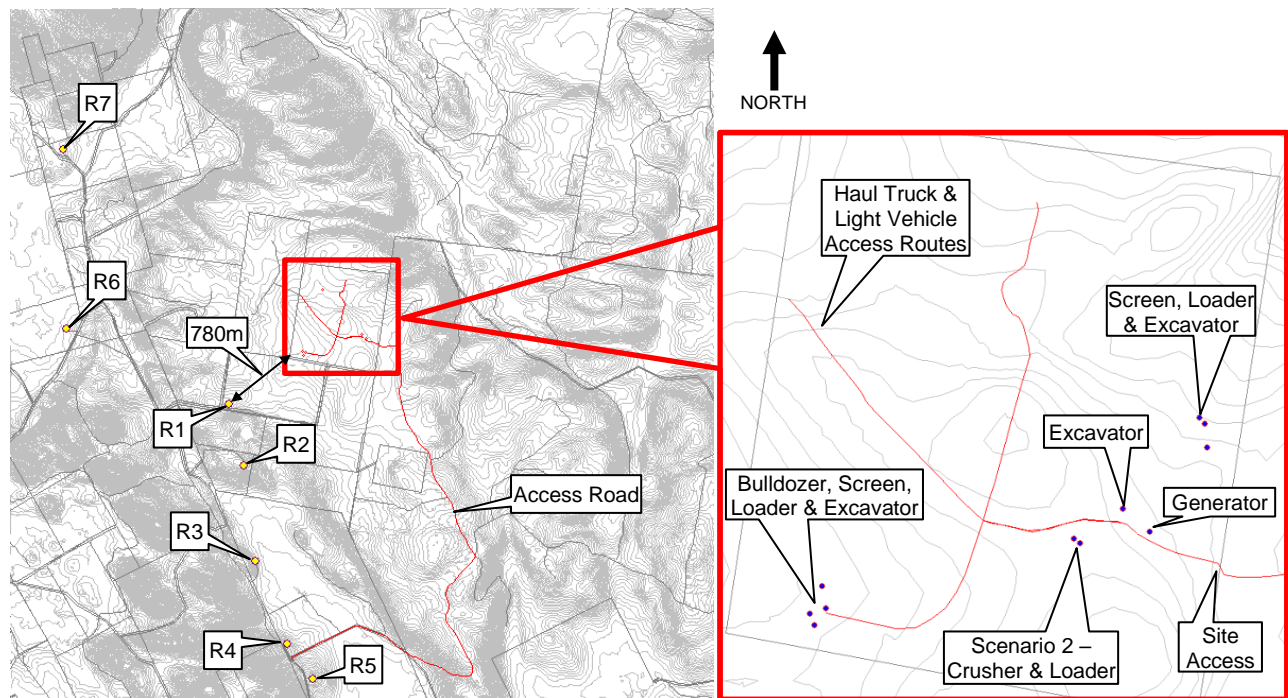 R7
NORTH
R6
780m
R1
R2
Access Road
R3
R4
R5
Haul Truck &
Light Vehicle
Access Routes
Screen, Loader
& Excavator
Excavator
Bulldozer, Screen,
Loader & Excavator
Generator
Scenario 2 –
Crusher & Loader
Site
Access